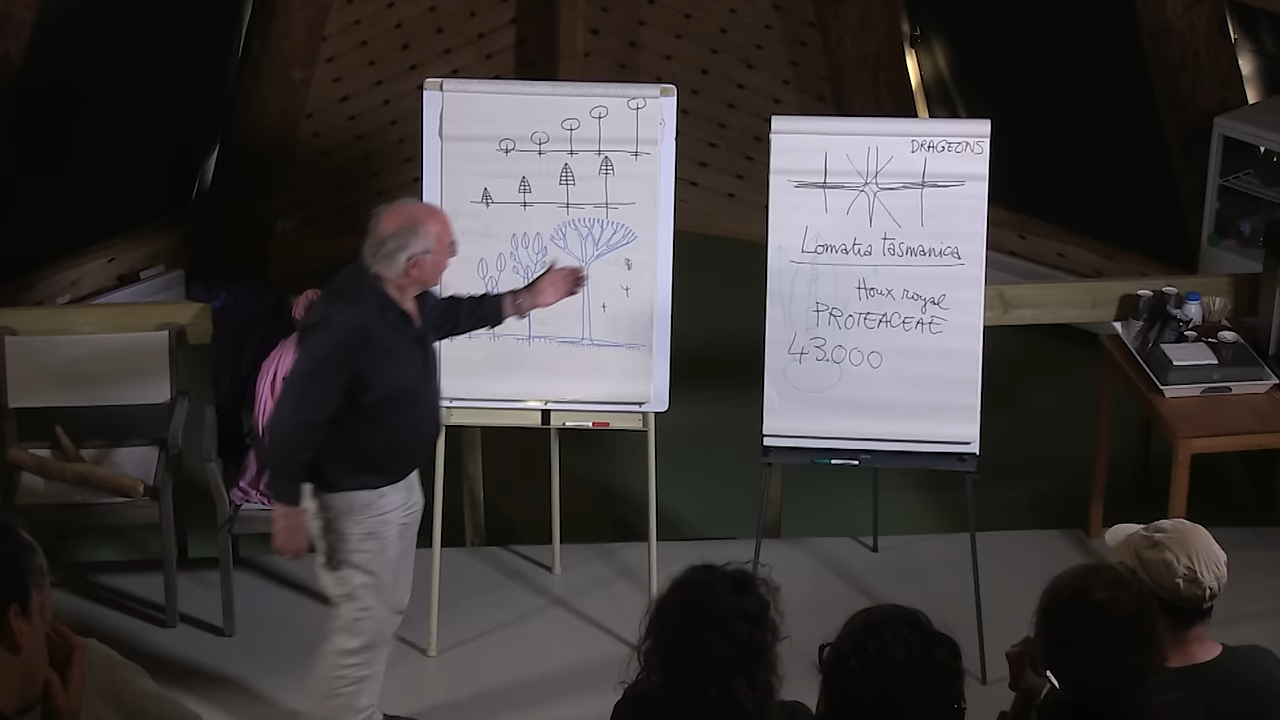 DRAGEONS
Lomatia tasmanica
Houx royal
PROTEACEAE
43.000